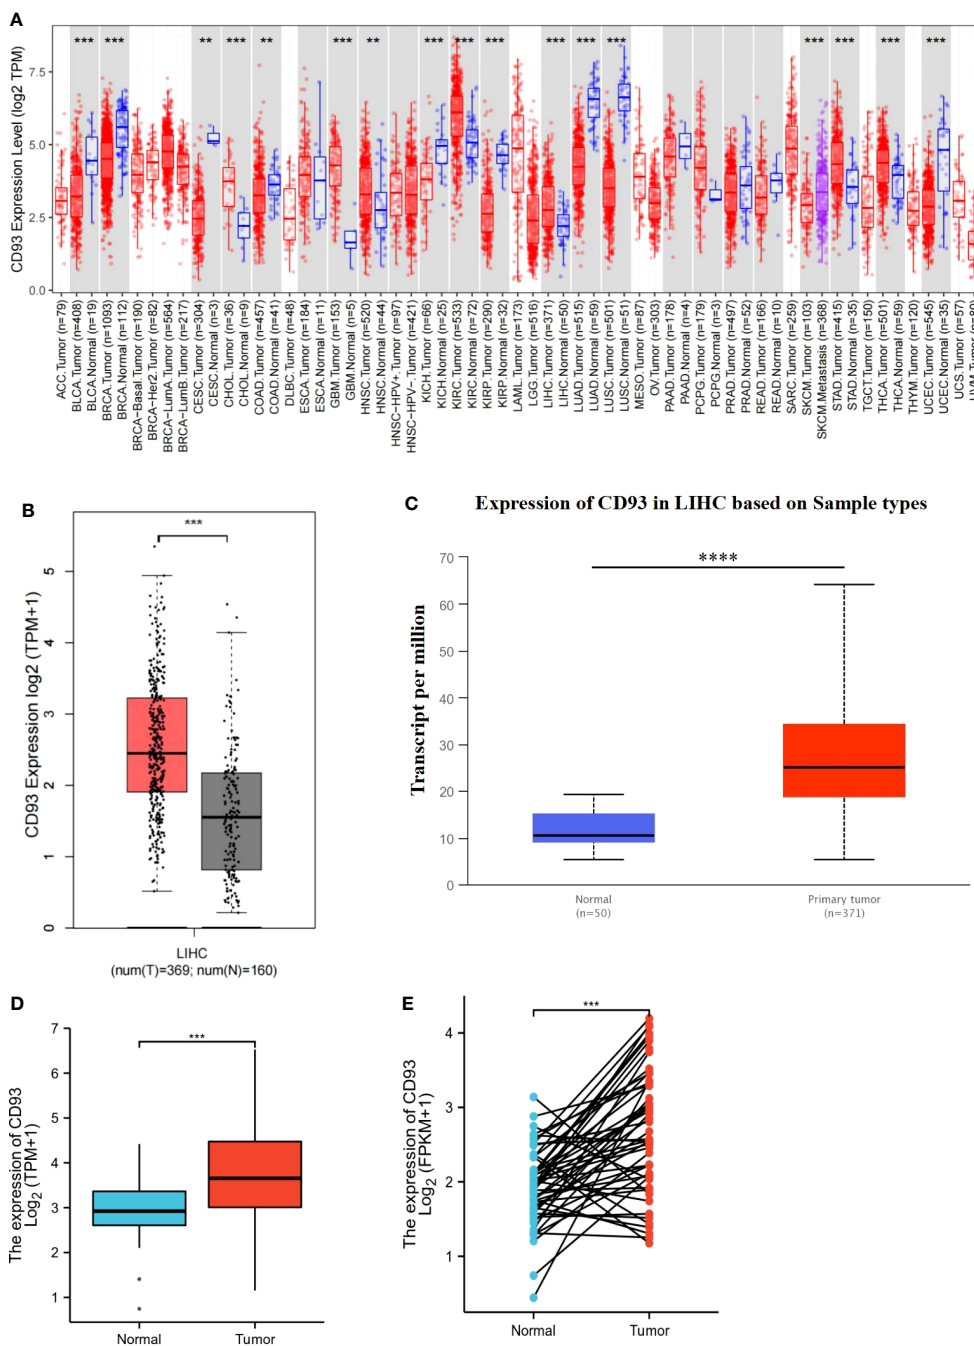 A
CD93 Expression Level (log2 TPM)
7.5
5.0
2.5
0.0
*** *** ** *** ** *** ** *** *** *** *** *** *** *** *** *** ***
ACC.Tumor (n=79)
BLCA.Tumor (n=408)
BLCA.Normal (n=19)
BRCA.Tumor (n=1093)
BRCA.Normal (n=112)
BRCA-Basal.Tumor (n=190)
BRCA-Her2.Tumor (n=82)
BRCA-LumA.Tumor (n=564)
BRCA-LumB.Tumor (n=217)
CESC.Tumor (n=304)
CESC.Normal (n=3)
CHOL.Tumor (n=36)
CHOL.Normal (n=9)
COAD.Tumor (n=457)
COAD.Normal (n=41)
DLBC.Tumor (n=48)
ESCA.Tumor (n=184)
ESCA.Normal (n=11)
GBM.Tumor (n=153)
GBM.Normal (n=5)
HNSC.Tumor (n=520)
HNSC.Normal (n=44)
HNSC-HPV+.Tumor (n=97)
HNSC-HPV-.Tumor (n=421)
KICH.Tumor (n=66)
KICH.Normal (n=25)
KIRC.Tumor (n=533)
KIRC.Normal (n=72)
KIRP.Tumor (n=290)
KIRP.Normal (n=32)
LAML.Tumor (n=173)
LGG.Tumor (n=516)
LIHC.Tumor (n=371)
LIHC.Normal (n=50)
LUAD.Tumor (n=515)
LUAD.Normal (n=59)
LUSC.Tumor (n=501)
LUSC.Normal (n=51)
MESO.Tumor (n=87)
OV.Tumor (n=303)
PAAD.Tumor (n=178)
PAAD.Normal (n=4)
PCPG.Tumor (n=179)
PCPG.Normal (n=3)
PRAD.Tumor (n=497)
PRAD.Normal (n=52)
READ.Tumor (n=166)
READ.Normal (n=10)
SARC.Tumor (n=259)
SKCM.Tumor (n=103)
SKCM.Metastasis (n=368)
STAD.Tumor (n=415)
STAD.Normal (n=35)
TGCT.Tumor (n=150)
THCA.Tumor (n=501)
THCA.Normal (n=59)
THYM.Tumor (n=120)
UCEC.Tumor (n=545)
UCEC.Normal (n=35)
UCS.Tumor (n=57)
UVM.Tumor (n=80)
B
CD93 Expression log2 (TPM+1)
5
4
3
2
1
0
***
LIHC
(num(T)=369; num(N)=160)
C
Expression of CD93 in LIHC based on Sample types
Transcript per million
70
60
50
40
30
20
10
0
****
Normal
(n=50)
Primary tumor
(n=371)
D
The expression of CD93
Log2 (TPM+1)
7
6
5
4
3
2
1
***
Normal
Tumor
E
The expression of CD93
Log2 (FPKM+1)
4
3
2
1
***
Normal
Tumor